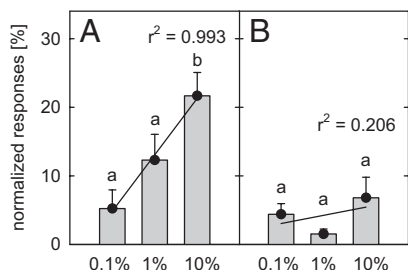 A
B
r² = 0.993
r² = 0.206
normalized responses [%]
30
20
10
0
a
a
b
a
a
a
0.1% 1% 10%
0.1% 1% 10%